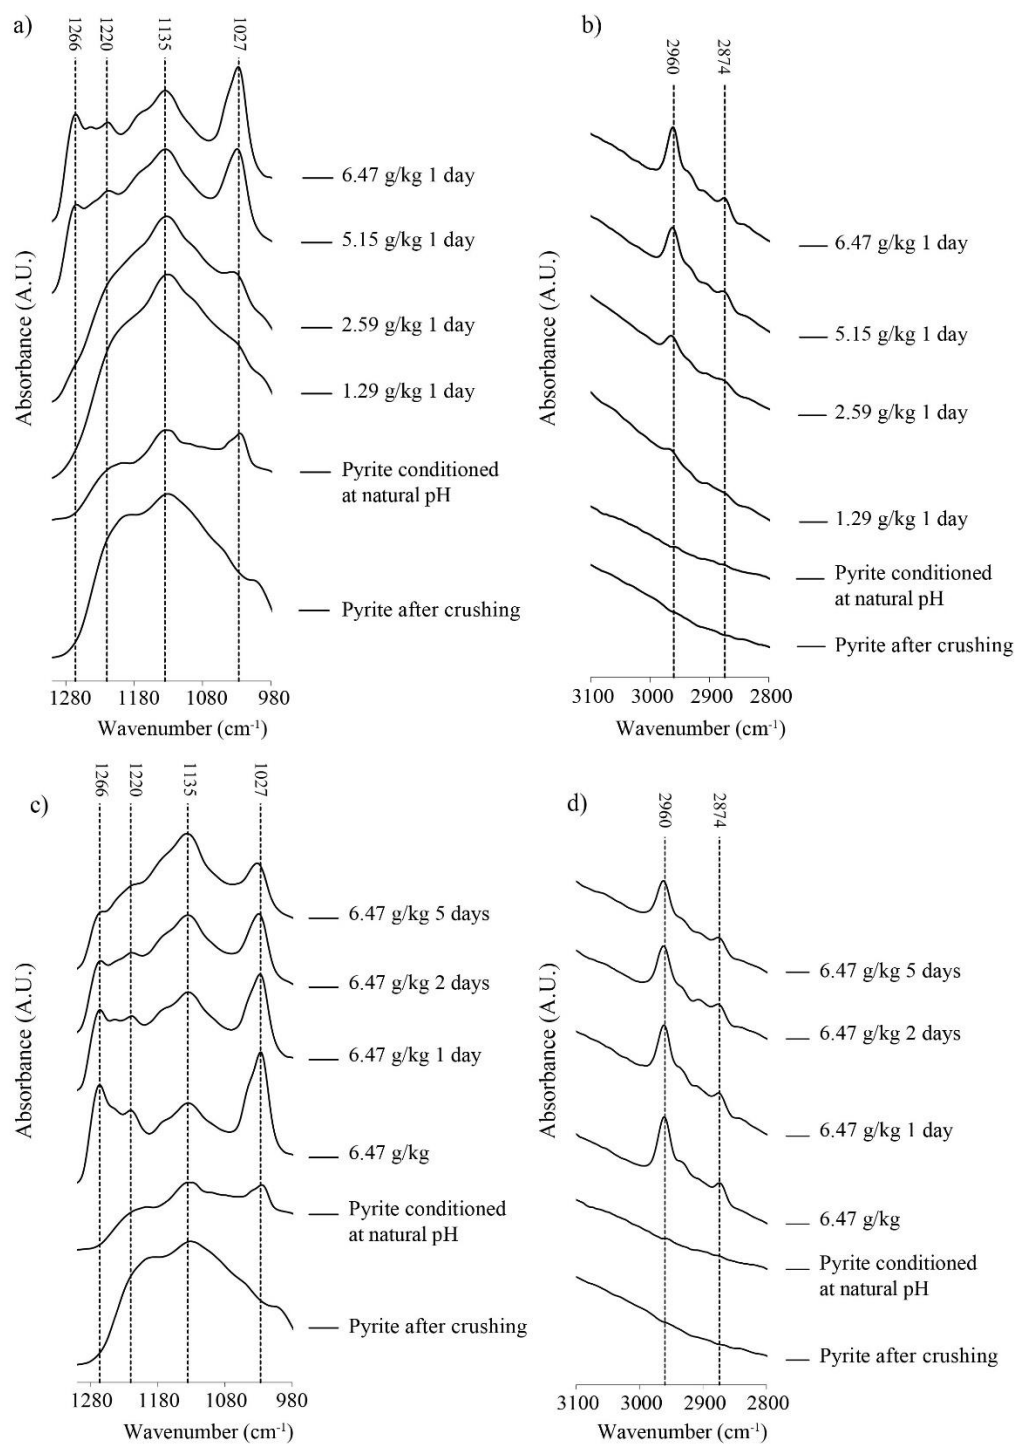 a)
1266
1220
1135
1027
6.47 g/kg 1 day
5.15 g/kg 1 day
2.59 g/kg 1 day
1.29 g/kg 1 day
Pyrite conditioned
at natural pH
Pyrite after crushing
Absorbance (A.U.)
1280 1180 1080 980
Wavenumber (cm-1)
b)
2960
2874
6.47 g/kg 1 day
5.15 g/kg 1 day
2.59 g/kg 1 day
1.29 g/kg 1 day
Pyrite conditioned
at natural pH
Pyrite after crushing
Absorbance (A.U.)
3100 3000 2900 2800
Wavenumber (cm-1)
c)
1266
1220
1135
1027
6.47 g/kg 5 days
6.47 g/kg 2 days
6.47 g/kg 1 day
6.47 g/kg
Pyrite conditioned
at natural pH
Pyrite after crushing
Absorbance (A.U.)
1280 1180 1080 980
Wavenumber (cm-1)
d)
2960
2874
6.47 g/kg 5 days
6.47 g/kg 2 days
6.47 g/kg 1 day
6.47 g/kg
Pyrite conditioned
at natural pH
Pyrite after crushing
Absorbance (A.U.)
3100 3000 2900 2800
Wavenumber (cm-1)